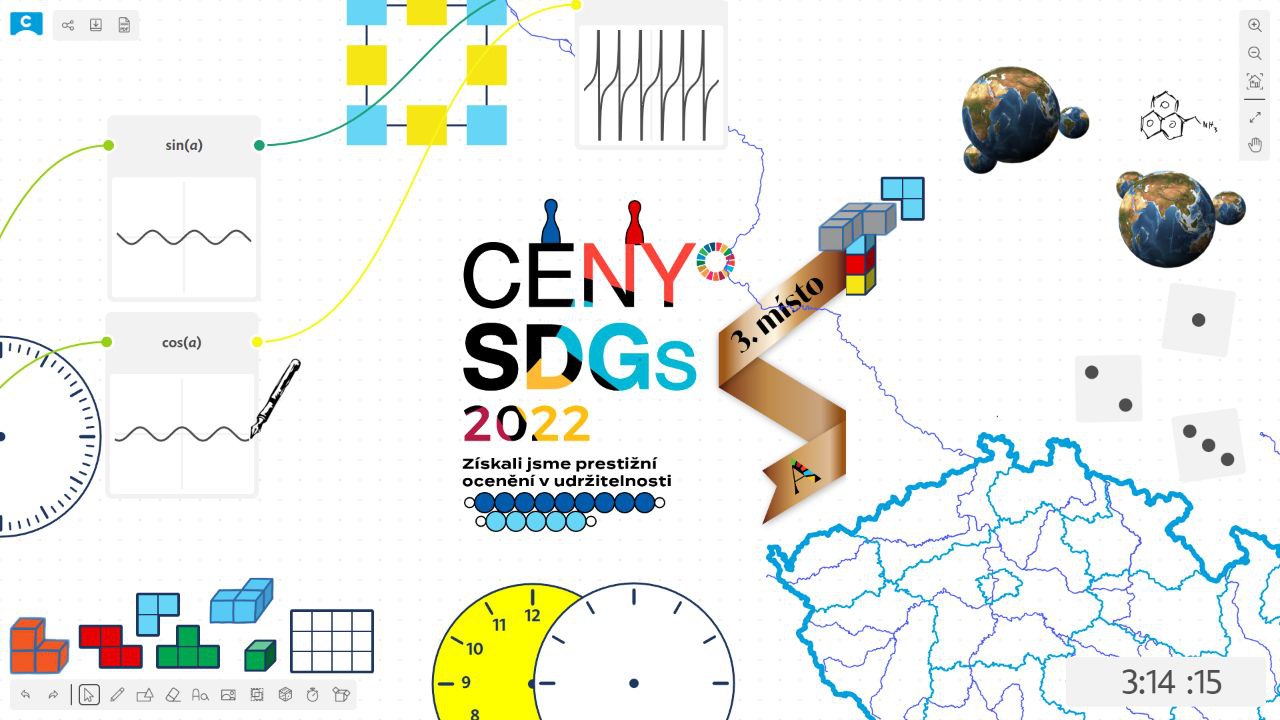 C
sin(a)
cos(a)
NH₃
CENY
SDGs
2022
Získali jsme prestižní
ocenění v udržitelnosti
3. místo
A
12
11
10
9
8
3:14 :15